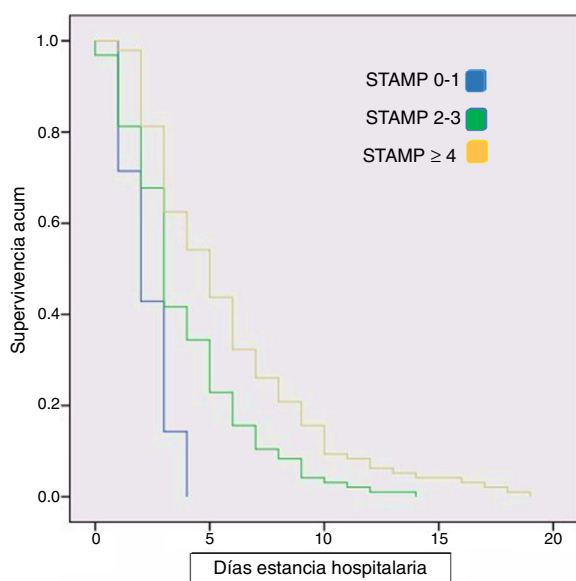 1.0
0.8
0.6
0.4
0.2
0.0
Supervivencia acum
STAMP 0-1
STAMP 2-3
STAMP ≥ 4
0 5 10 15 20
Días estancia hospitalaria